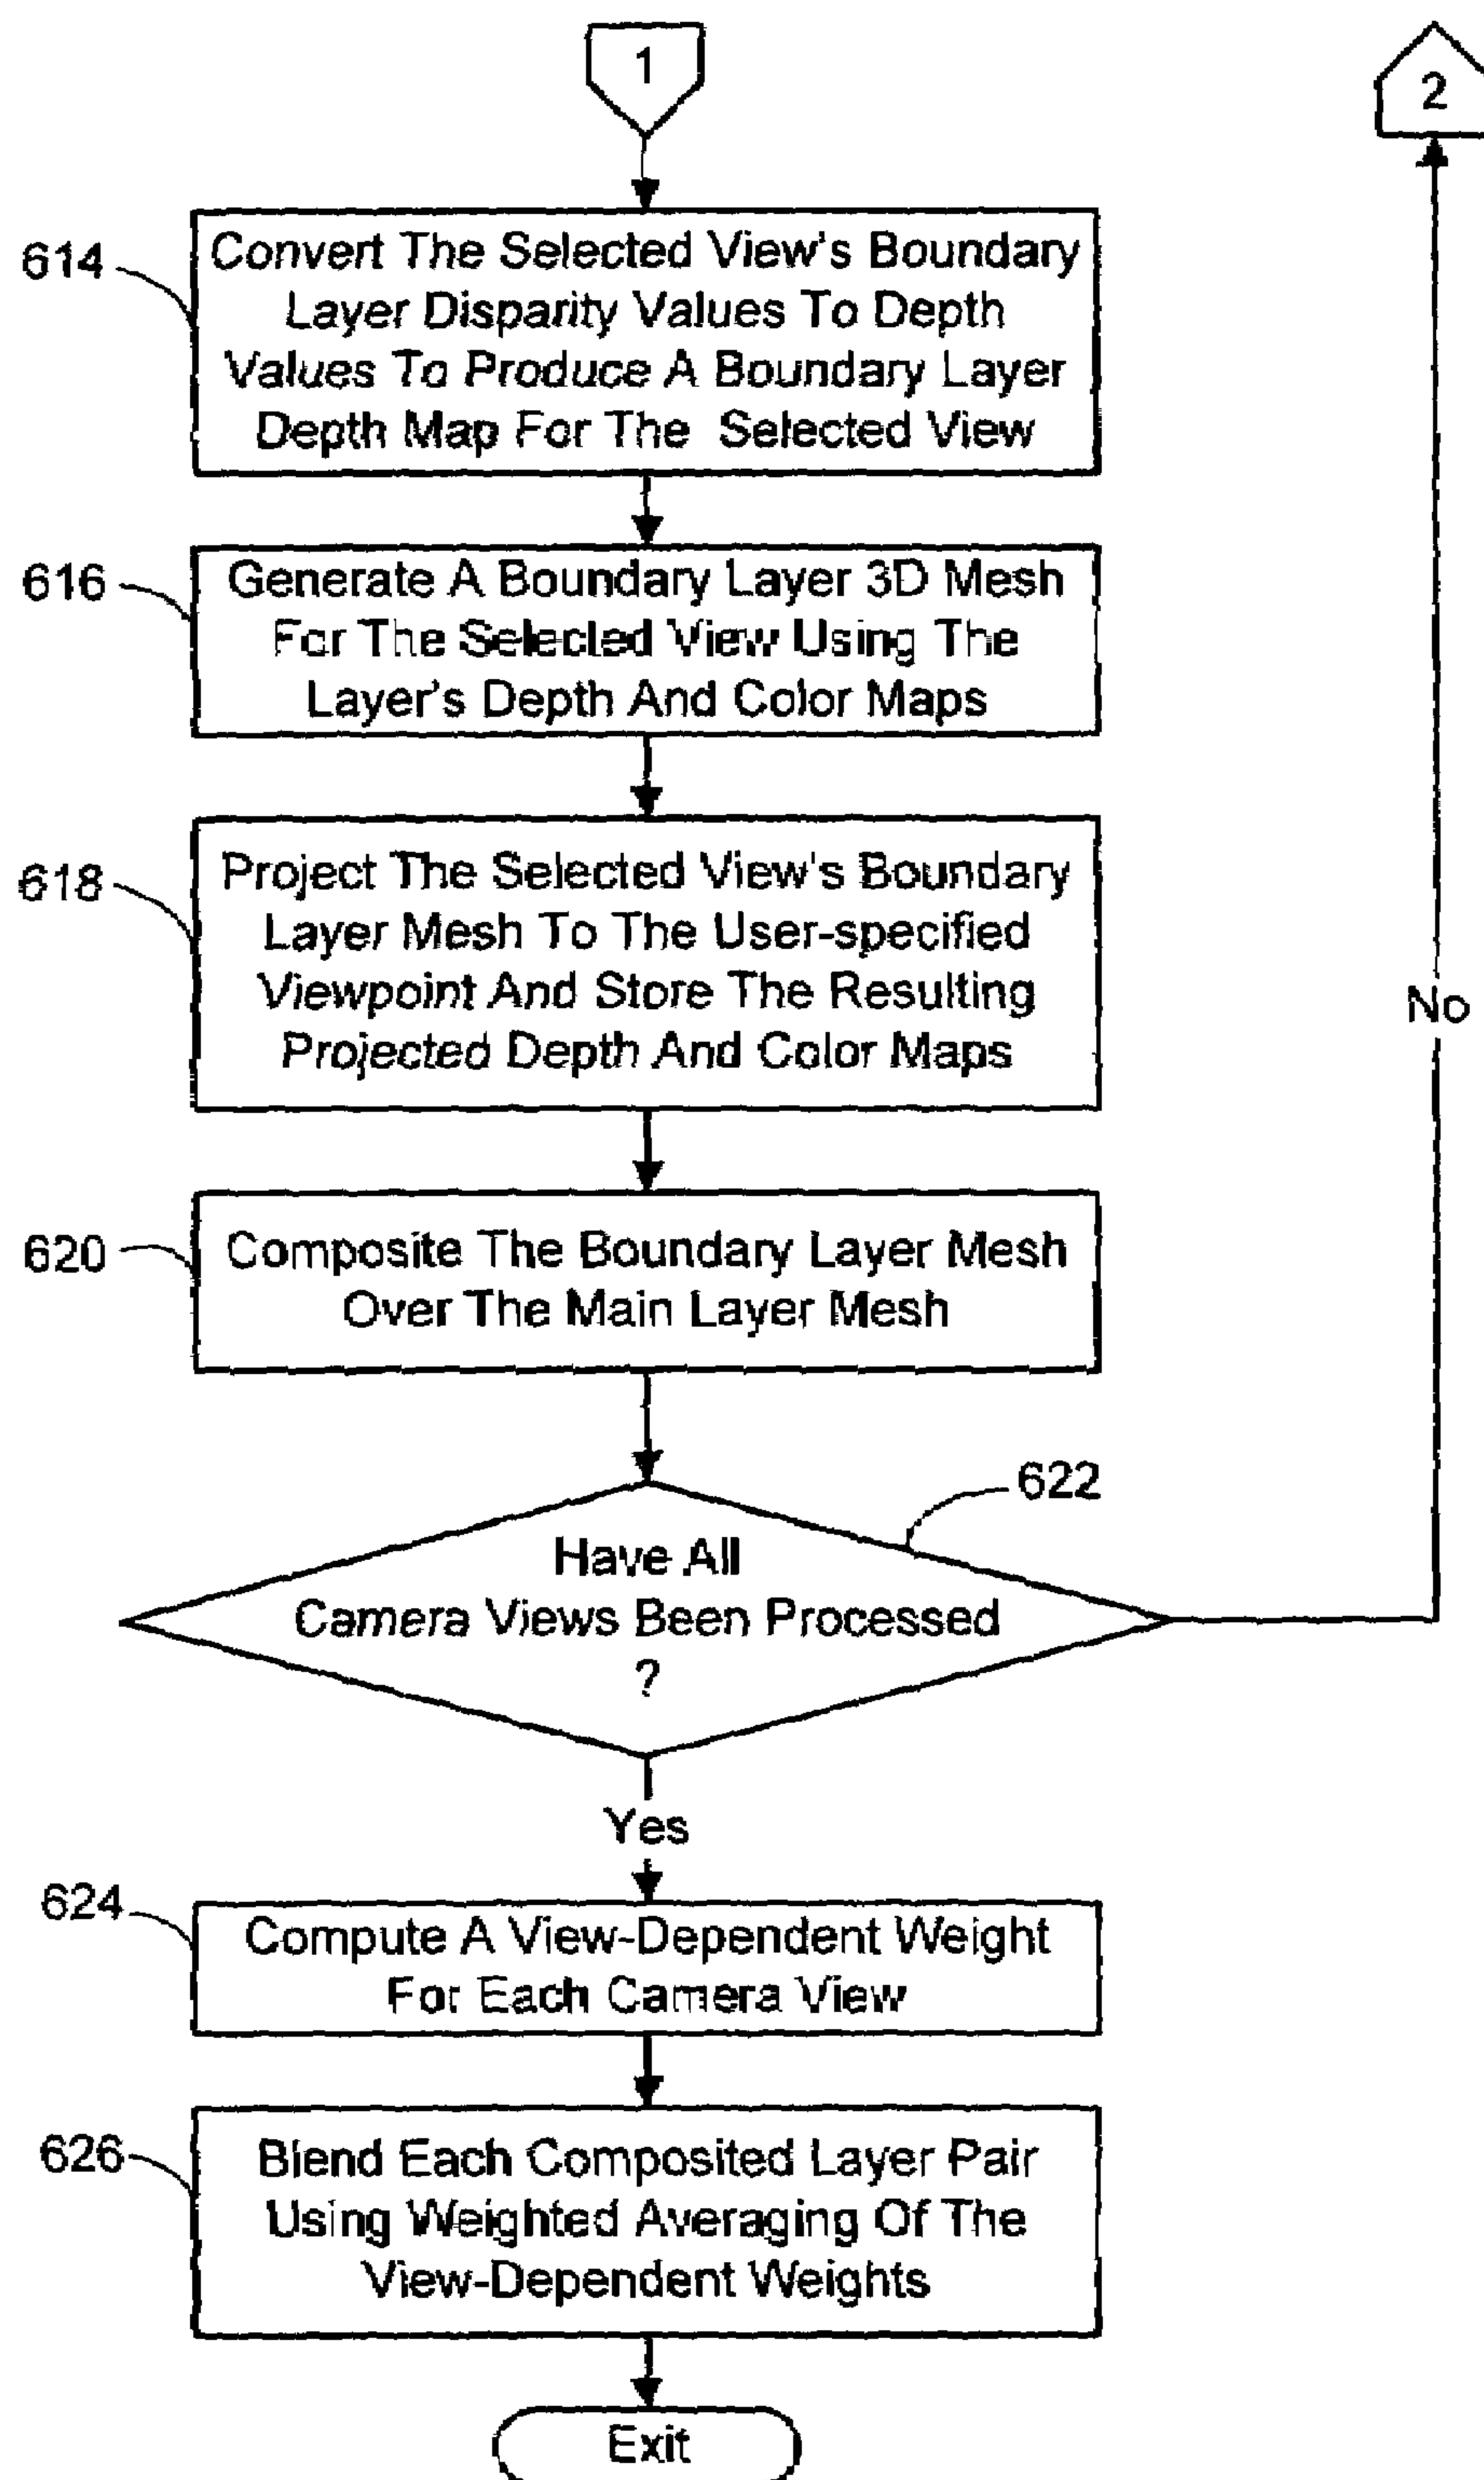 1
2
614
Convert The Selected View's Boundary
Layer Disparity Values To Depth
Values To Produce A Boundary Layer
Depth Map For The Selected View
616
Generate A Boundary Layer 3D Mesh
For The Selected View Using The
Layer's Depth And Color Maps
618
Project The Selected View's Boundary
Layer Mesh To The User-specified
Viewpoint And Store The Resulting
Projected Depth And Color Maps
No
620
Composite The Boundary Layer Mesh
Over The Main Layer Mesh
622
Have All
Camera Views Been Processed
?
Yes
624
Compute A View-Dependent Weight
For Each Camera View
626
Blend Each Composited Layer Pair
Using Weighted Averaging Of The
View-Dependent Weights
Exit